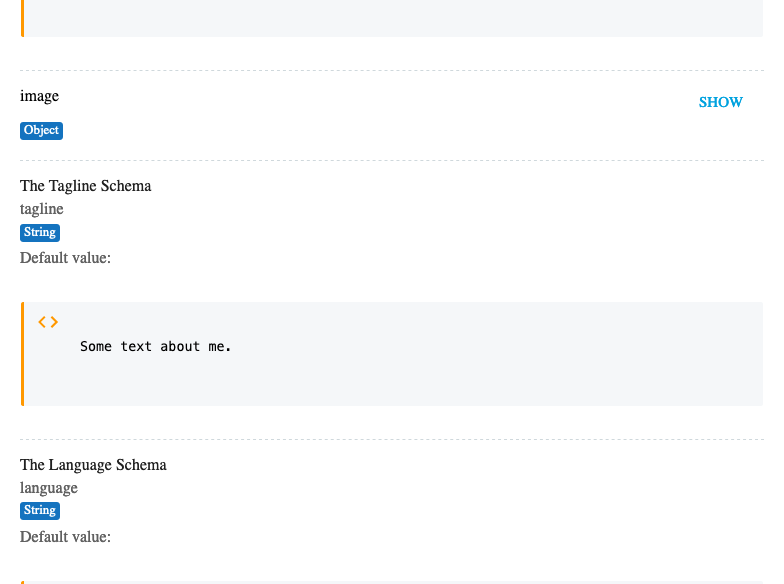 image
SHOW
Object
The Tagline Schema
tagline
String
Default value:
<>
Some text about me.
The Language Schema
language
String
Default value: